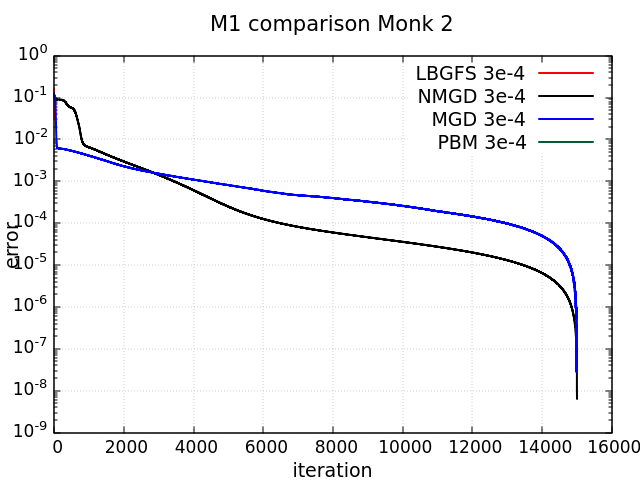 M1 comparison Monk 2
LBGFS 3e-4
NMGD 3e-4
MGD 3e-4
PBM 3e-4
10^0
10^-1
10^-2
10^-3
10^-4
10^-5
10^-6
10^-7
10^-8
10^-9
error
0 2000 4000 6000 8000 10000 12000 14000 16000
iteration